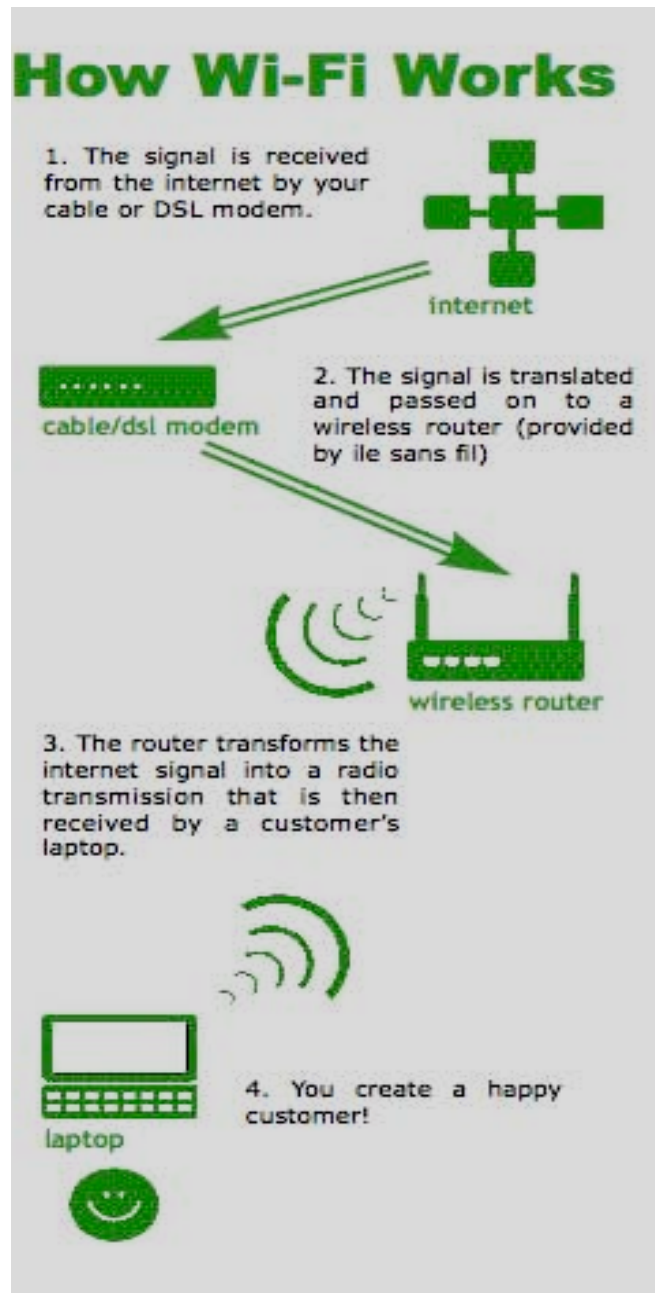 How Wi-Fi Works
1. The signal is received
from the internet by your
cable or DSL modem.
internet
cable/dsl modem
2. The signal is translated
and passed on to a
wireless router (provided
by ile sans fil)
wireless router
3. The router transforms the
internet signal into a radio
transmission that is then
received by a customer's
laptop.
4. You create a happy
customer!
laptop